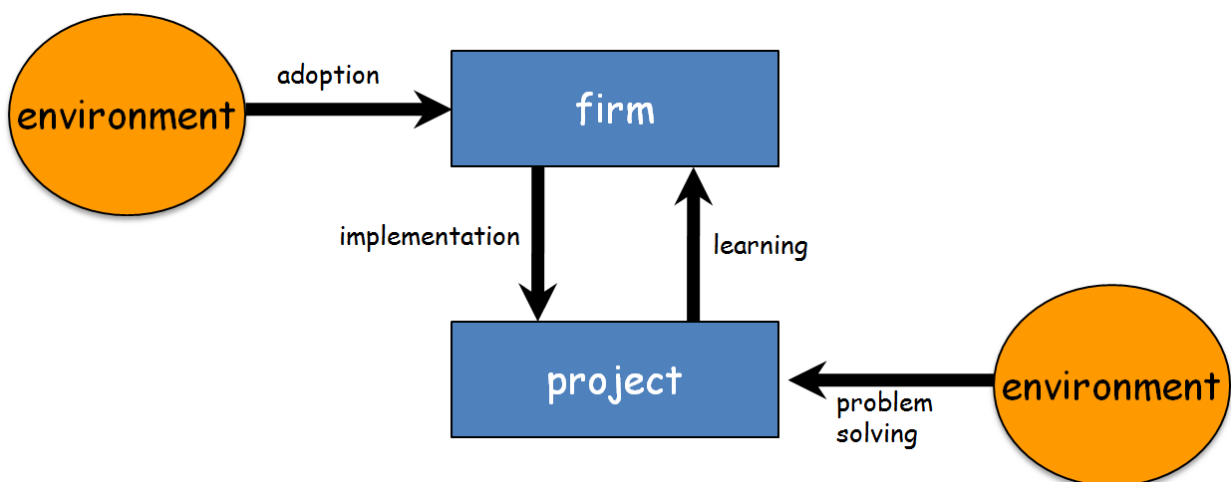 adoption
environment
firm
implementation
learning
project
environment
problem
solving